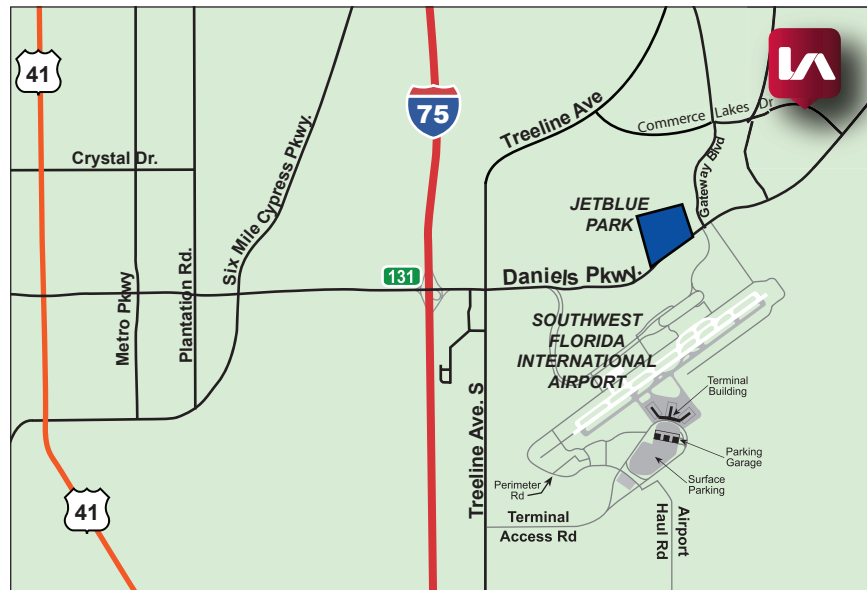 41
75
Treeline Ave
Commerce Lakes Dr
Crystal Dr.
Six Mile Cypress Pkwy.
Gateway Blvd
JETBLUE
PARK
131
Daniels Pkwy.
Metro Pkwy
Plantation Rd.
SOUTHWEST
FLORIDA
INTERNATIONAL
AIRPORT
Terminal
Building
Treeline Ave. S
Parking
Garage
Surface
Parking
Perimeter
Rd
41
Terminal
Access Rd
Airport
Haul Rd